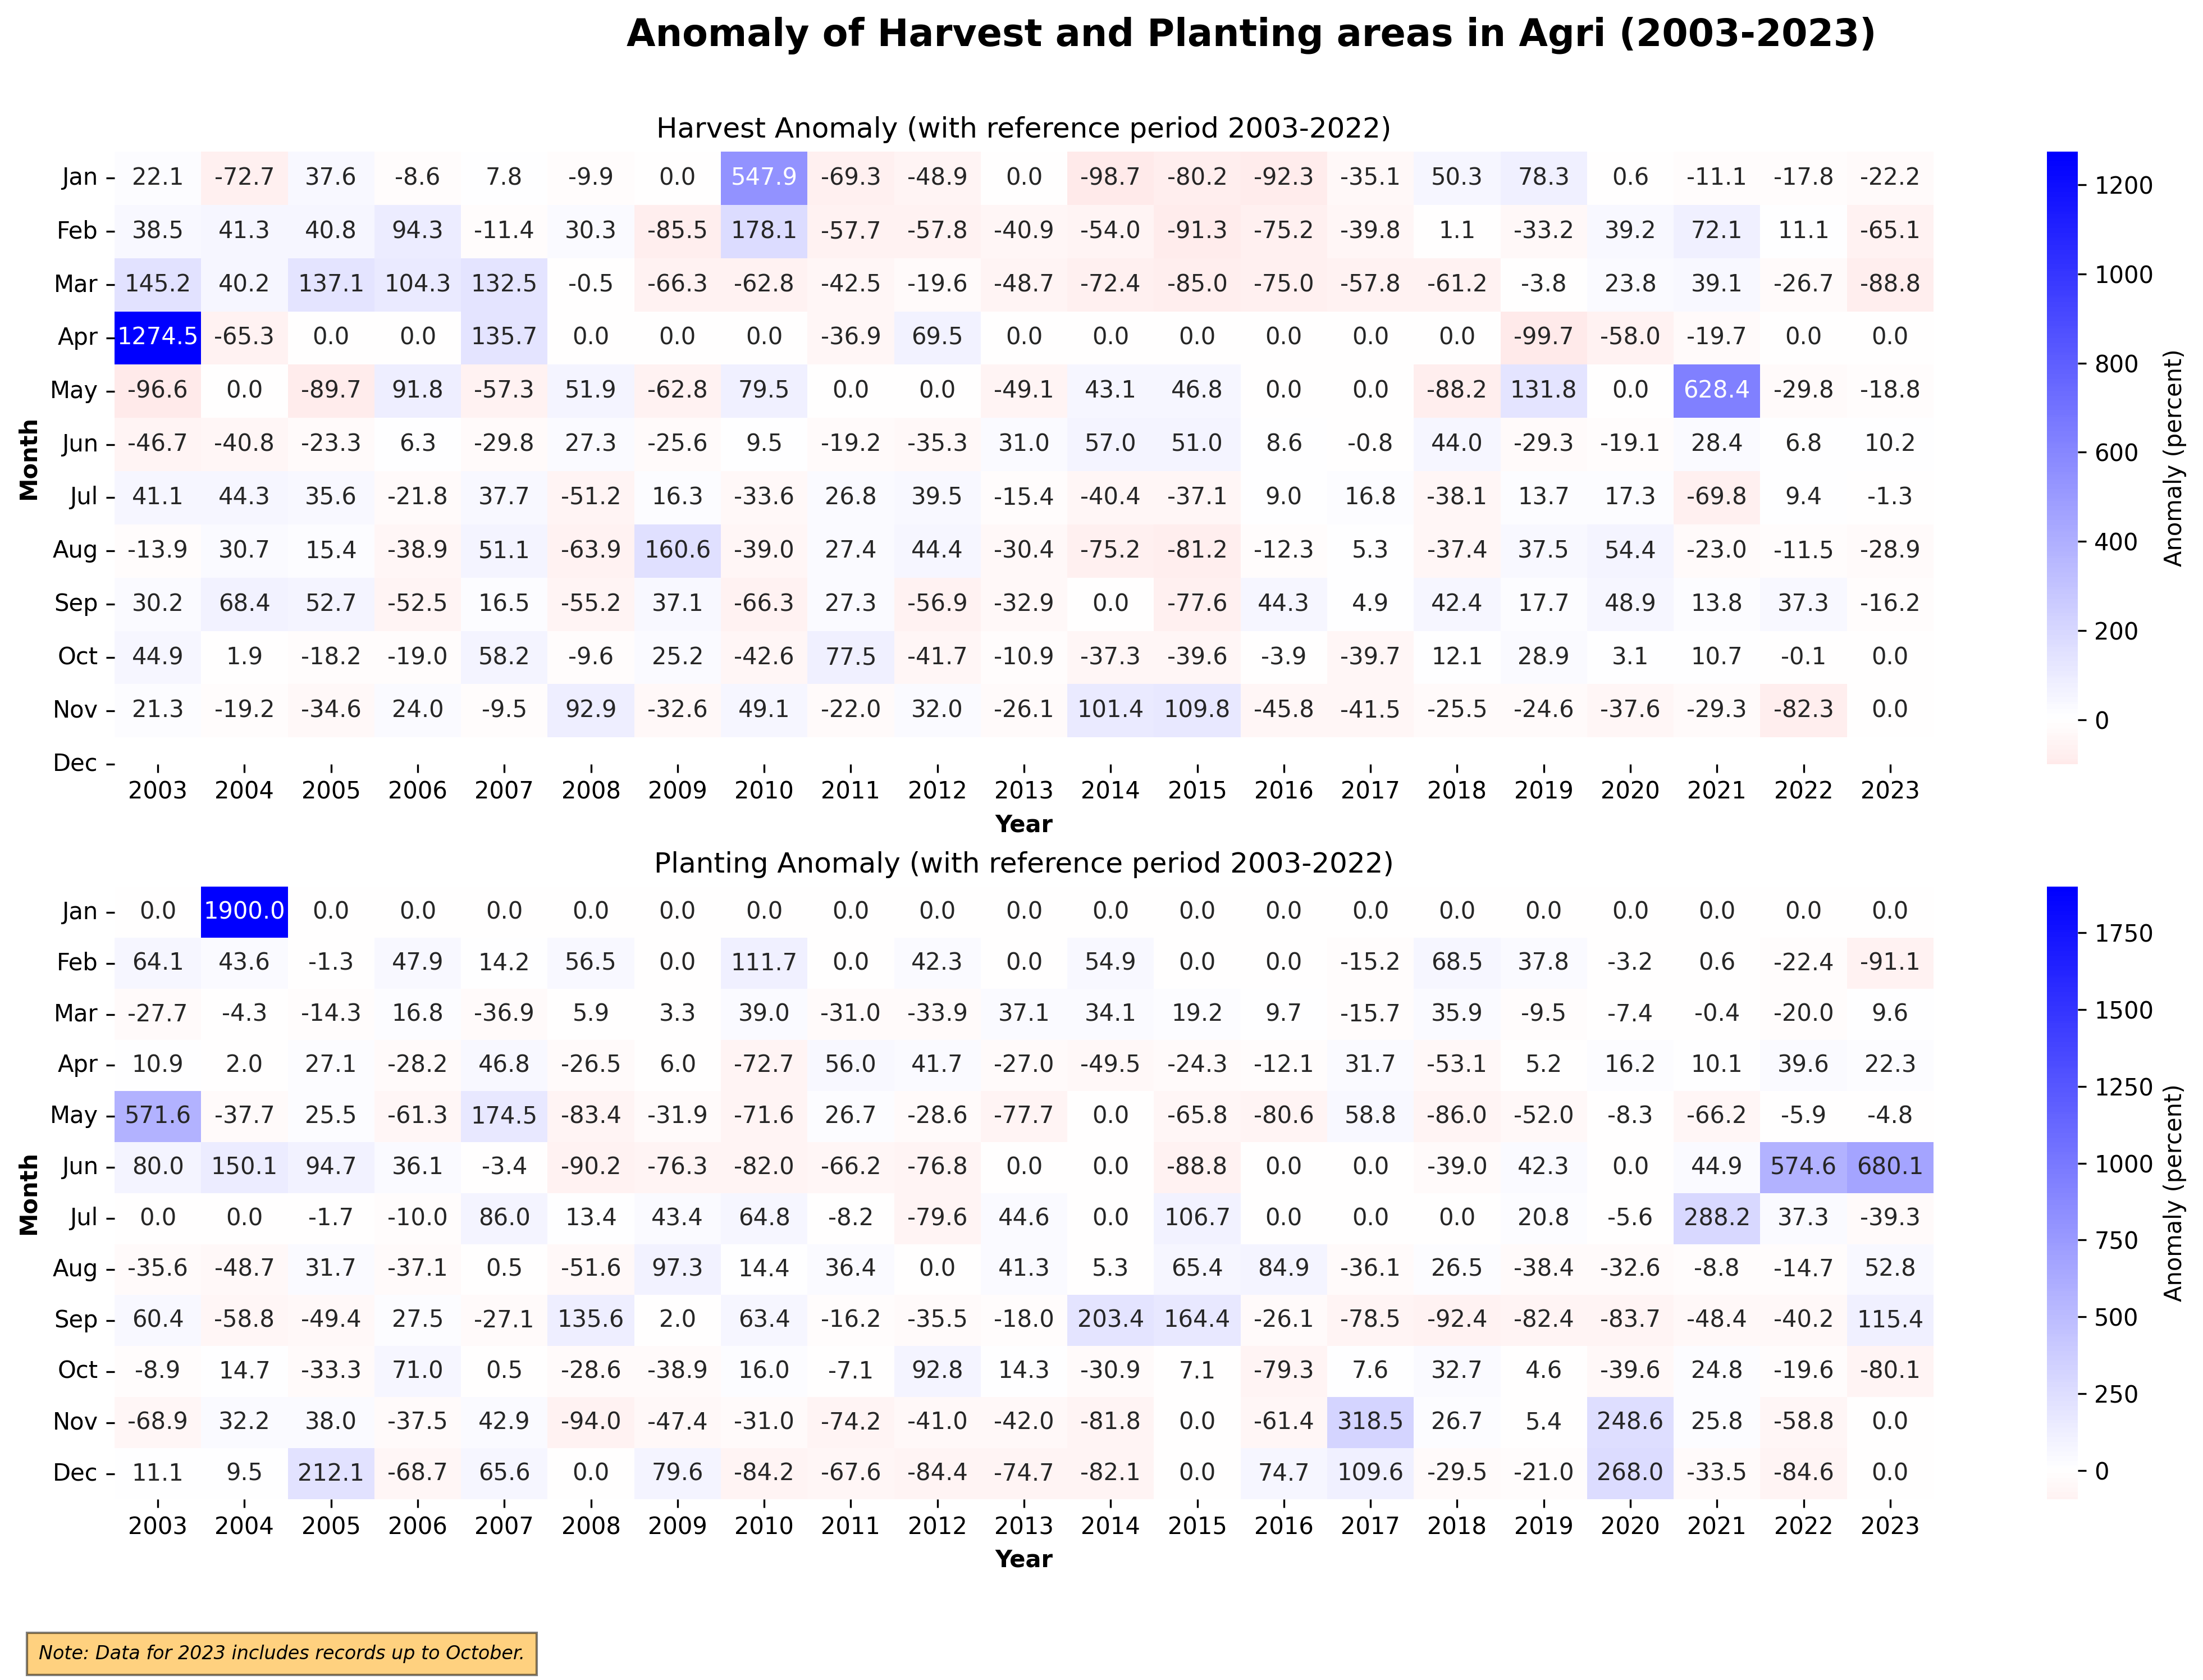 Anomaly of Harvest and Planting areas in Agri (2003-2023)
Harvest Anomaly (with reference period 2003-2022)
Jan 22.1 -72.7 37.6 -8.6 7.8 -9.9 0.0 547.9 -69.3 -48.9 0.0 -98.7 -80.2 -92.3 -35.1 50.3 78.3 0.6 -11.1 -17.8 -22.2
Feb 38.5 41.3 40.8 94.3 -11.4 30.3 -85.5 178.1 -57.7 -57.8 -40.9 -54.0 -91.3 -75.2 -39.8 1.1 -33.2 39.2 72.1 11.1 -65.1
Mar 145.2 40.2 137.1 104.3 132.5 -0.5 -66.3 -62.8 -42.5 -19.6 -48.7 -72.4 -85.0 -75.0 -57.8 -61.2 -3.8 23.8 39.1 -26.7 -88.8
Apr 1274.5 -65.3 0.0 0.0 135.7 0.0 0.0 0.0 -36.9 69.5 0.0 0.0 0.0 0.0 0.0 0.0 -99.7 -58.0 -19.7 0.0 0.0
May -96.6 0.0 -89.7 91.8 -57.3 51.9 -62.8 79.5 0.0 0.0 -49.1 43.1 46.8 0.0 0.0 -88.2 131.8 0.0 628.4 -29.8 -18.8
Jun -46.7 -40.8 -23.3 6.3 -29.8 27.3 -25.6 9.5 -19.2 -35.3 31.0 57.0 51.0 8.6 -0.8 44.0 -29.3 -19.1 28.4 6.8 10.2
Jul 41.1 44.3 35.6 -21.8 37.7 -51.2 16.3 -33.6 26.8 39.5 -15.4 -40.4 -37.1 9.0 16.8 -38.1 13.7 17.3 -69.8 9.4 -1.3
Aug -13.9 30.7 15.4 -38.9 51.1 -63.9 160.6 -39.0 27.4 44.4 -30.4 -75.2 -81.2 -12.3 5.3 -37.4 37.5 54.4 -23.0 -11.5 -28.9
Sep 30.2 68.4 52.7 -52.5 16.5 -55.2 37.1 -66.3 27.3 -56.9 -32.9 0.0 -77.6 44.3 4.9 42.4 17.7 48.9 13.8 37.3 -16.2
Oct 44.9 1.9 -18.2 -19.0 58.2 -9.6 25.2 -42.6 77.5 -41.7 -10.9 -37.3 -39.6 -3.9 -39.7 12.1 28.9 3.1 10.7 -0.1 0.0
Nov 21.3 -19.2 -34.6 24.0 -9.5 92.9 -32.6 49.1 -22.0 32.0 -26.1 101.4 109.8 -45.8 -41.5 -25.5 -24.6 -37.6 -29.3 -82.3 0.0
Dec
2003 2004 2005 2006 2007 2008 2009 2010 2011 2012 2013 2014 2015 2016 2017 2018 2019 2020 2021 2022 2023
Year
Month
1200
1000
800
600
400
200
0
Anomaly (percent)
Planting Anomaly (with reference period 2003-2022)
Jan 0.0 1900.0 0.0 0.0 0.0 0.0 0.0 0.0 0.0 0.0 0.0 0.0 0.0 0.0 0.0 0.0 0.0 0.0 0.0 0.0 0.0
Feb 64.1 43.6 -1.3 47.9 14.2 56.5 0.0 111.7 0.0 42.3 0.0 54.9 0.0 0.0 -15.2 68.5 37.8 -3.2 0.6 -22.4 -91.1
Mar -27.7 -4.3 -14.3 16.8 -36.9 5.9 3.3 39.0 -31.0 -33.9 37.1 34.1 19.2 9.7 -15.7 35.9 -9.5 -7.4 -0.4 -20.0 9.6
Apr 10.9 2.0 27.1 -28.2 46.8 -26.5 6.0 -72.7 56.0 41.7 -27.0 -49.5 -24.3 -12.1 31.7 -53.1 5.2 16.2 10.1 39.6 22.3
May 571.6 -37.7 25.5 -61.3 174.5 -83.4 -31.9 -71.6 26.7 -28.6 -77.7 0.0 -65.8 -80.6 58.8 -86.0 -52.0 -8.3 -66.2 -5.9 -4.8
Jun 80.0 150.1 94.7 36.1 -3.4 -90.2 -76.3 -82.0 -66.2 -76.8 0.0 0.0 -88.8 0.0 0.0 -39.0 42.3 0.0 44.9 574.6 680.1
Jul 0.0 0.0 -1.7 -10.0 86.0 13.4 43.4 64.8 -8.2 -79.6 44.6 0.0 106.7 0.0 0.0 0.0 20.8 -5.6 288.2 37.3 -39.3
Aug -35.6 -48.7 31.7 -37.1 0.5 -51.6 97.3 14.4 36.4 0.0 41.3 5.3 65.4 84.9 -36.1 26.5 -38.4 -32.6 -8.8 -14.7 52.8
Sep 60.4 -58.8 -49.4 27.5 -27.1 135.6 2.0 63.4 -16.2 -35.5 -18.0 203.4 164.4 -26.1 -78.5 -92.4 -82.4 -83.7 -48.4 -40.2 115.4
Oct -8.9 14.7 -33.3 71.0 0.5 -28.6 -38.9 16.0 -7.1 92.8 14.3 -30.9 7.1 -79.3 7.6 32.7 4.6 -39.6 24.8 -19.6 -80.1
Nov -68.9 32.2 38.0 -37.5 42.9 -94.0 -47.4 -31.0 -74.2 -41.0 -42.0 -81.8 0.0 -61.4 318.5 26.7 5.4 248.6 25.8 -58.8 0.0
Dec 11.1 9.5 212.1 -68.7 65.6 0.0 79.6 -84.2 -67.6 -84.4 -74.7 -82.1 0.0 74.7 109.6 -29.5 -21.0 268.0 -33.5 -84.6 0.0
2003 2004 2005 2006 2007 2008 2009 2010 2011 2012 2013 2014 2015 2016 2017 2018 2019 2020 2021 2022 2023
Year
Month
1750
1500
1250
1000
750
500
250
0
Anomaly (percent)
Note: Data for 2023 includes records up to October.